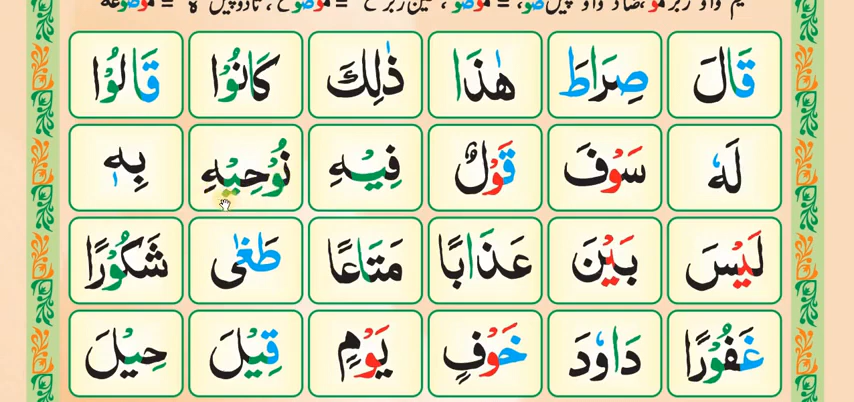 قَالَ صِرَاطَ هٰذَا ذٰلِكَ كَانُوْا قَالُوْا
لَهٗ سَوْفَ قَوْلٌ فِيْهِ نُوْحِيْهِ بِهٖ
لَيْسَ بَيْنَ عَذَابًا مَتَاعًا طَغٰى شَكُوْرًا
غَفُوْرًا دَاوٗدَ خَوْفٍ يَوْمٍ قِيْلَ حِيْلَ